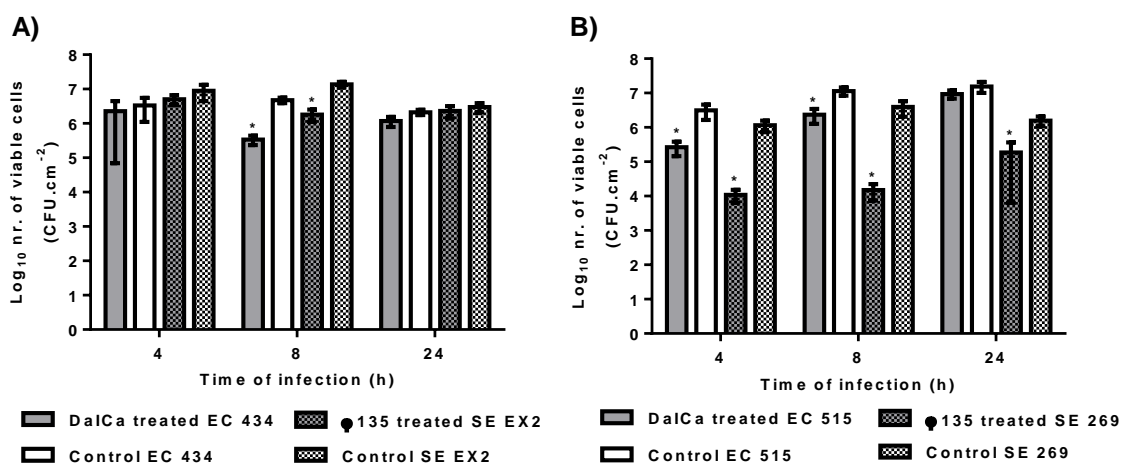 A)
Log10 nr. of viable cells
(CFU.cm-2)
8
7
6
5
4
3
2
1
0
*
*
4 8 24
Time of infection (h)
DalCa treated EC 434
135 treated SE EX2
Control EC 434
Control SE EX2
B)
Log10 nr. of viable cells
(CFU.cm-2)
8
7
6
5
4
3
2
1
0
*
*
*
*
*
4 8 24
Time of infection (h)
DalCa treated EC 515
135 treated SE 269
Control EC 515
Control SE 269